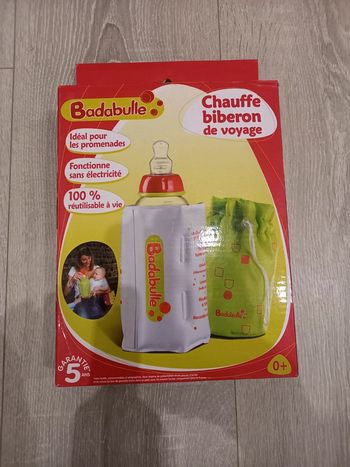 Badabulle
Chauffe
biberon
de voyage
Idéal pour
les promenades
Fonctionne
sans électricité
100 %
réutilisable à vie
Badabulle
Badabulle
GARANTIE
5 ANS
0+